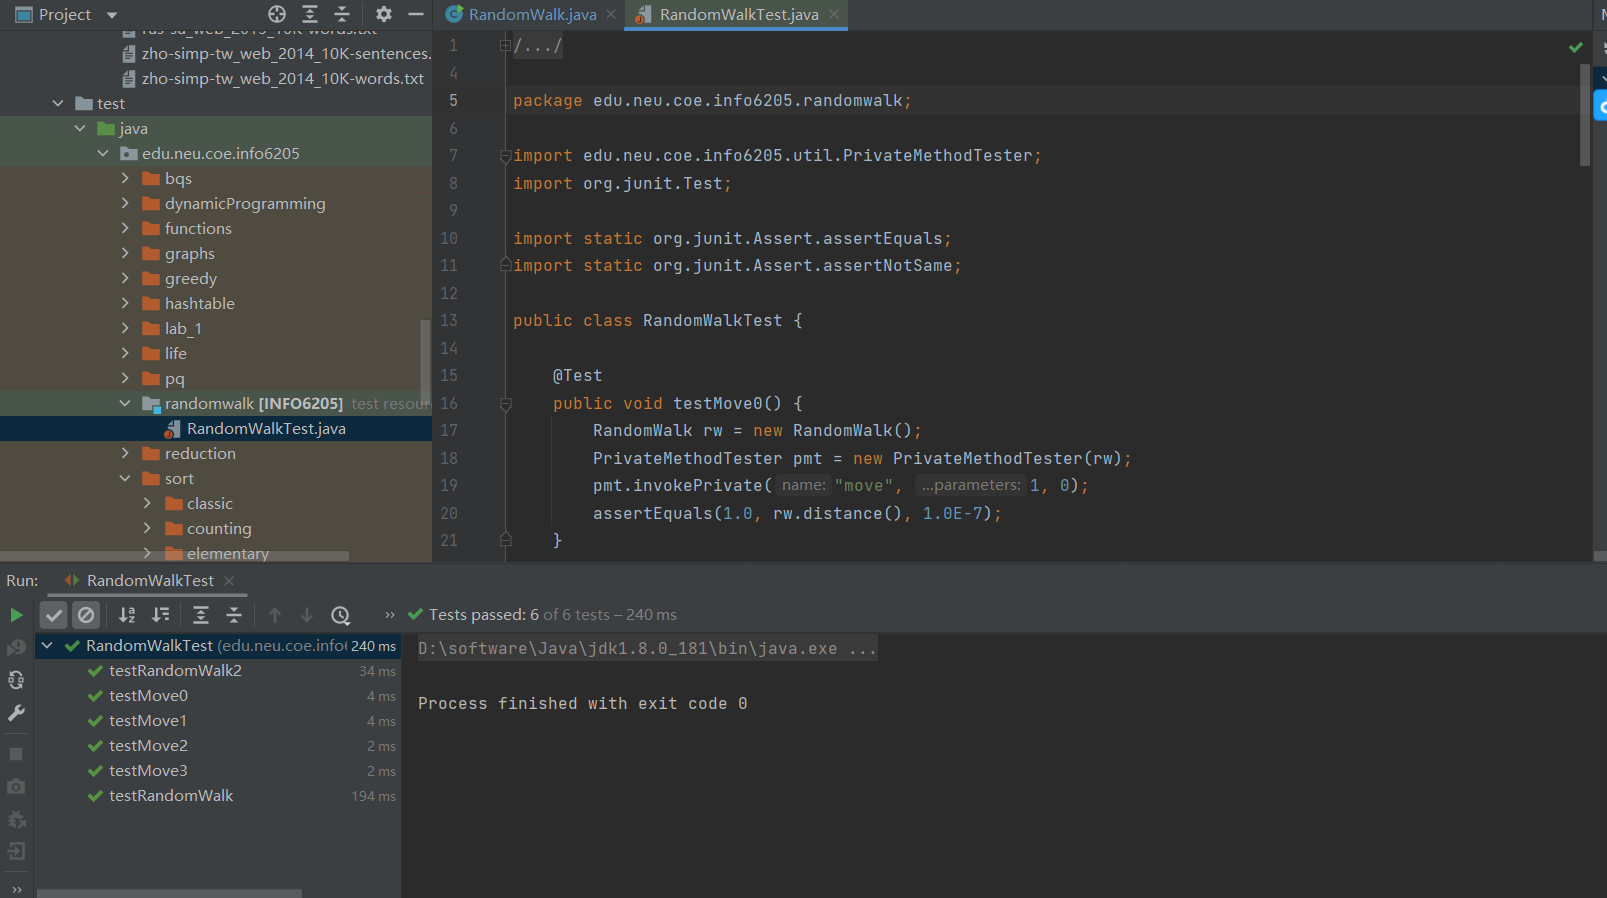 Project
RandomWalk.java
RandomWalkTest.java
zho-simp-tw_web_2014_10K-sentences.
zho-simp-tw_web_2014_10K-words.txt
test
java
edu.neu.coe.info6205
bqs
dynamicProgramming
functions
graphs
greedy
hashtable
lab_1
life
pq
randomwalk [INFO6205] test resour
RandomWalkTest.java
reduction
sort
classic
counting
elementary
1 /.../
4
5 package edu.neu.coe.info6205.randomwalk;
6
7 import edu.neu.coe.info6205.util.PrivateMethodTester;
8 import org.junit.Test;
9
10 import static org.junit.Assert.assertEquals;
11 import static org.junit.Assert.assertNotSame;
12
13 public class RandomWalkTest {
14
15 @Test
16 public void testMove0() {
17 RandomWalk rw = new RandomWalk();
18 PrivateMethodTester pmt = new PrivateMethodTester(rw);
19 pmt.invokePrivate( name: "move", ...parameters: 1, 0);
20 assertEquals(1.0, rw.distance(), 1.0E-7);
21 }
Run: RandomWalkTest
Tests passed: 6 of 6 tests – 240 ms
RandomWalkTest (edu.neu.coe.info 240 ms
testRandomWalk2 34 ms
testMove0 4 ms
testMove1 4 ms
testMove2 2 ms
testMove3 2 ms
testRandomWalk 194 ms
D:\software\Java\jdk1.8.0_181\bin\java.exe ...
Process finished with exit code 0